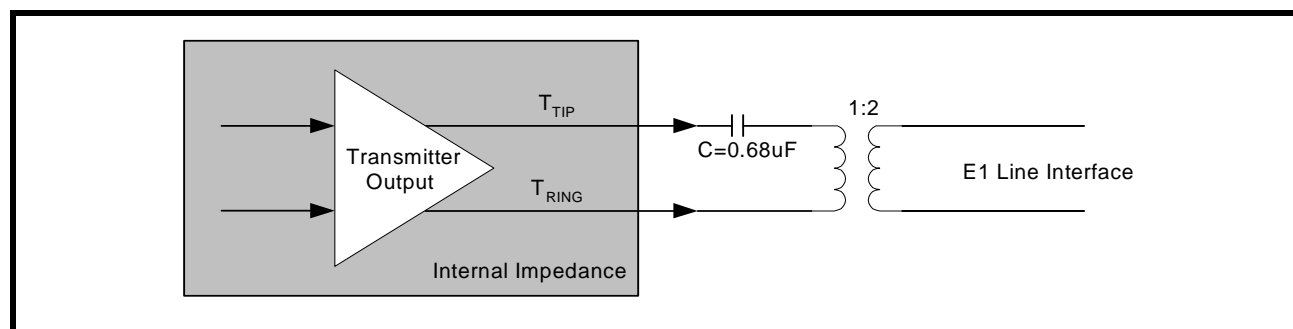 T_TIP
1:2
C=0.68uF
Transmitter
Output
E1 Line Interface
T_RING
Internal Impedance